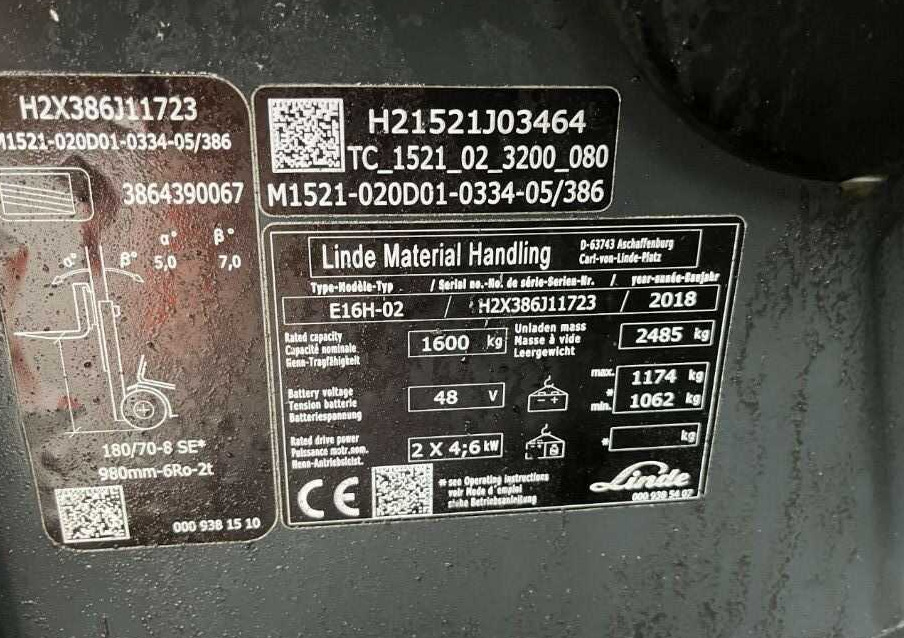 H2X386J11723
M1521-020D01-0334-05/386
3864390067
α° β°
α° β° 5,0 7,0
180/70-8 SE*
980mm-6Ro-2t
000 938 15 10
H21521J03464
TC_1521_02_3200_080
M1521-020D01-0334-05/386
Linde Material Handling
D-63743 Aschaffenburg
Carl-von-Linde-Platz
Type-Modèle-Typ / Serial no.-No. de série-Serien-Nr. / year-année-Baujahr
E16H-02 / H2X386J11723 / 2018
Rated capacity
Capacité nominale
Nenn-Tragfähigkeit
1600 kg
Unladen mass
Masse à vide
Leergewicht
2485 kg
Battery voltage
Tension batterie
Batteriespannung
48 V
- +
max. 1174 kg
*
min. 1062 kg
Rated drive power
Puissance motr.nom.
Nenn-Antriebsleist.
2 X 4;6 kW
* kg
CE
* see Operating instructions
voir Mode d'emploi
siehe Betriebsanleitung
Linde
000 938 54 07